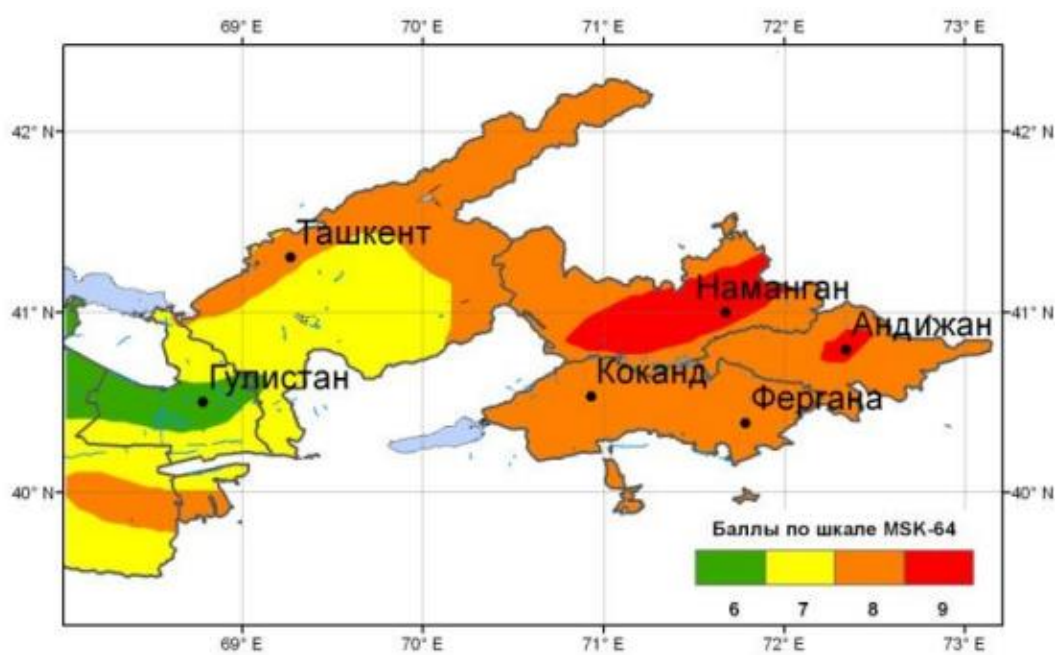 69° E 70° E 71° E 72° E 73° E
42° N 42° N
Ташкент
41° N Наманган 41° N
Андижан
Гулистан Коканд
Фергана
40° N 40° N
Баллы по шкале MSK-64
6 7 8 9
69° E 70° E 71° E 72° E 73° E